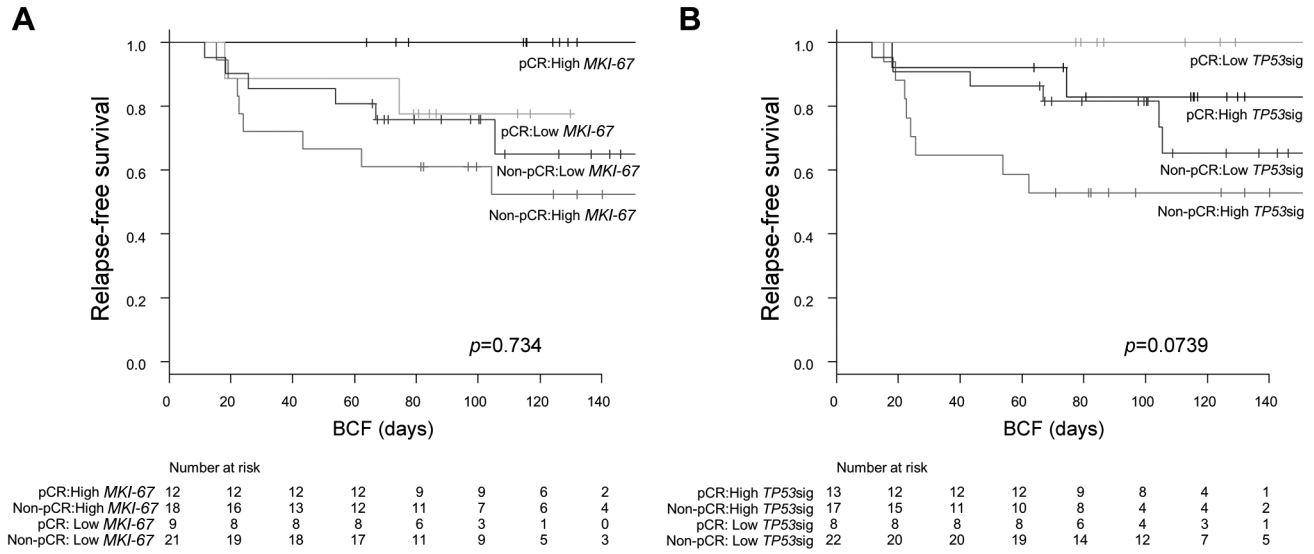 A
Relapse-free survival
1.0
0.8
0.6
0.4
0.2
0.0
pCR:High MKI-67
pCR:Low MKI-67
Non-pCR:Low MKI-67
Non-pCR:High MKI-67
p=0.734
0 20 40 60 80 100 120 140
BCF (days)
Number at risk
pCR:High MKI-67 12 12 12 12 9 9 6 2
Non-pCR:High MKI-67 18 16 13 12 11 7 6 4
pCR: Low MKI-67 9 8 8 8 6 3 1 0
Non-pCR: Low MKI-67 21 19 18 17 11 9 5 3
B
Relapse-free survival
1.0
0.8
0.6
0.4
0.2
0.0
pCR:Low TP53sig
pCR:High TP53sig
Non-pCR:Low TP53sig
Non-pCR:High TP53sig
p=0.0739
0 20 40 60 80 100 120 140
BCF (days)
Number at risk
pCR:High TP53sig 13 12 12 12 9 8 4 1
Non-pCR:High TP53sig 17 15 11 10 8 4 4 2
pCR: Low TP53sig 8 8 8 8 6 4 3 1
Non-pCR: Low TP53sig 22 20 20 19 14 12 7 5